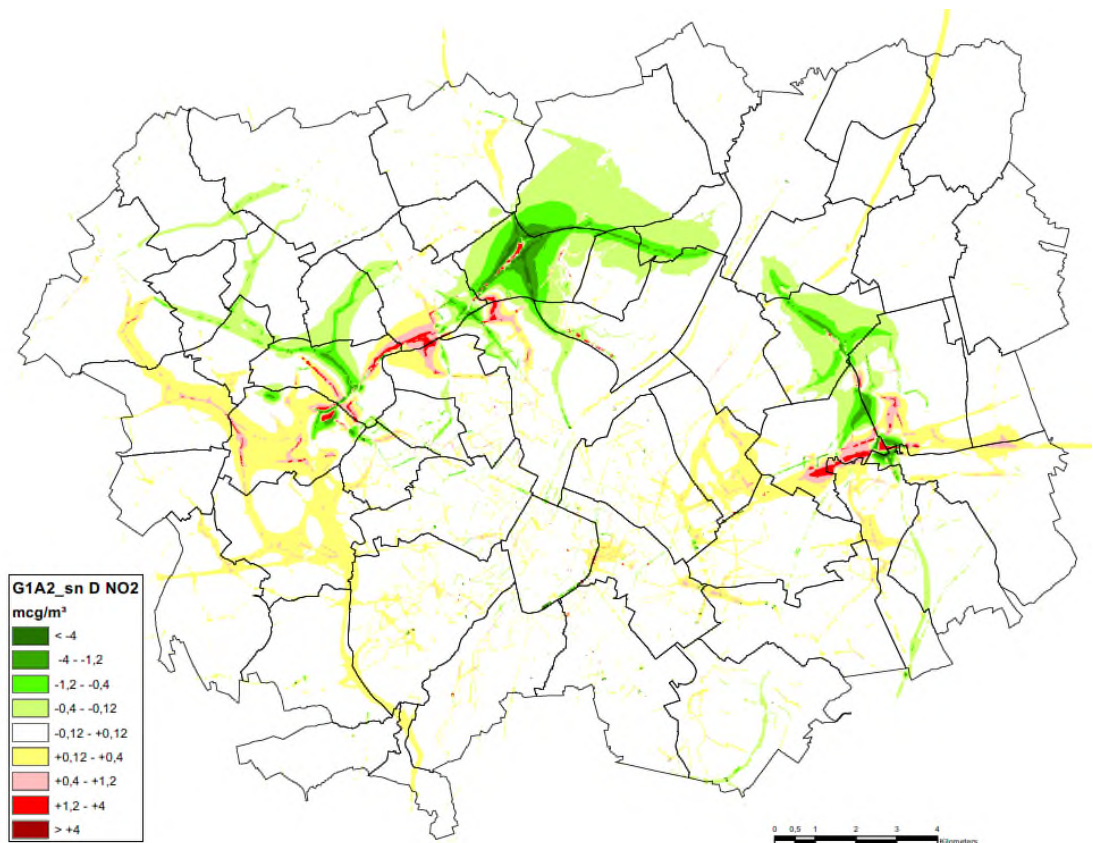 G1A2_sn D NO2
mcg/m³
< -4
-4 - -1,2
-1,2 - -0,4
-0,4 - -0,12
-0,12 - +0,12
+0,12 - +0,4
+0,4 - +1,2
+1,2 - +4
> +4
0 0,5 1 2 3 4
Kilometers